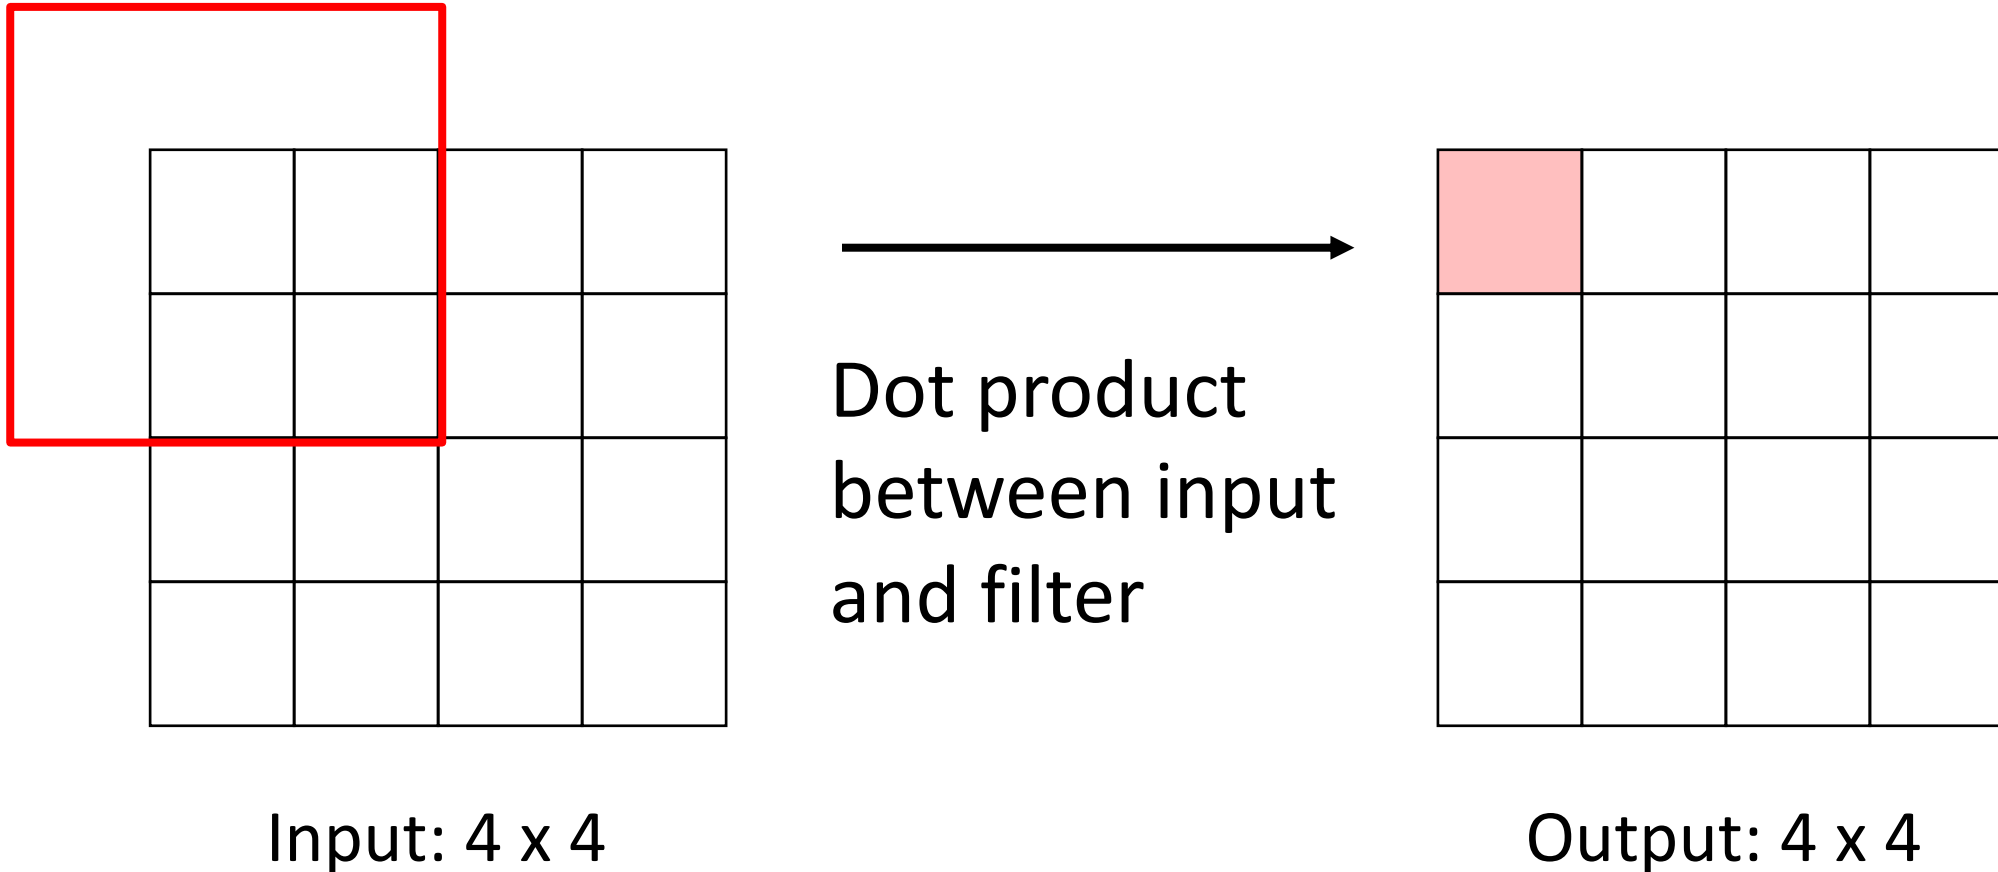 Dot product
between input
and filter
Input: 4 x 4
Output: 4 x 4